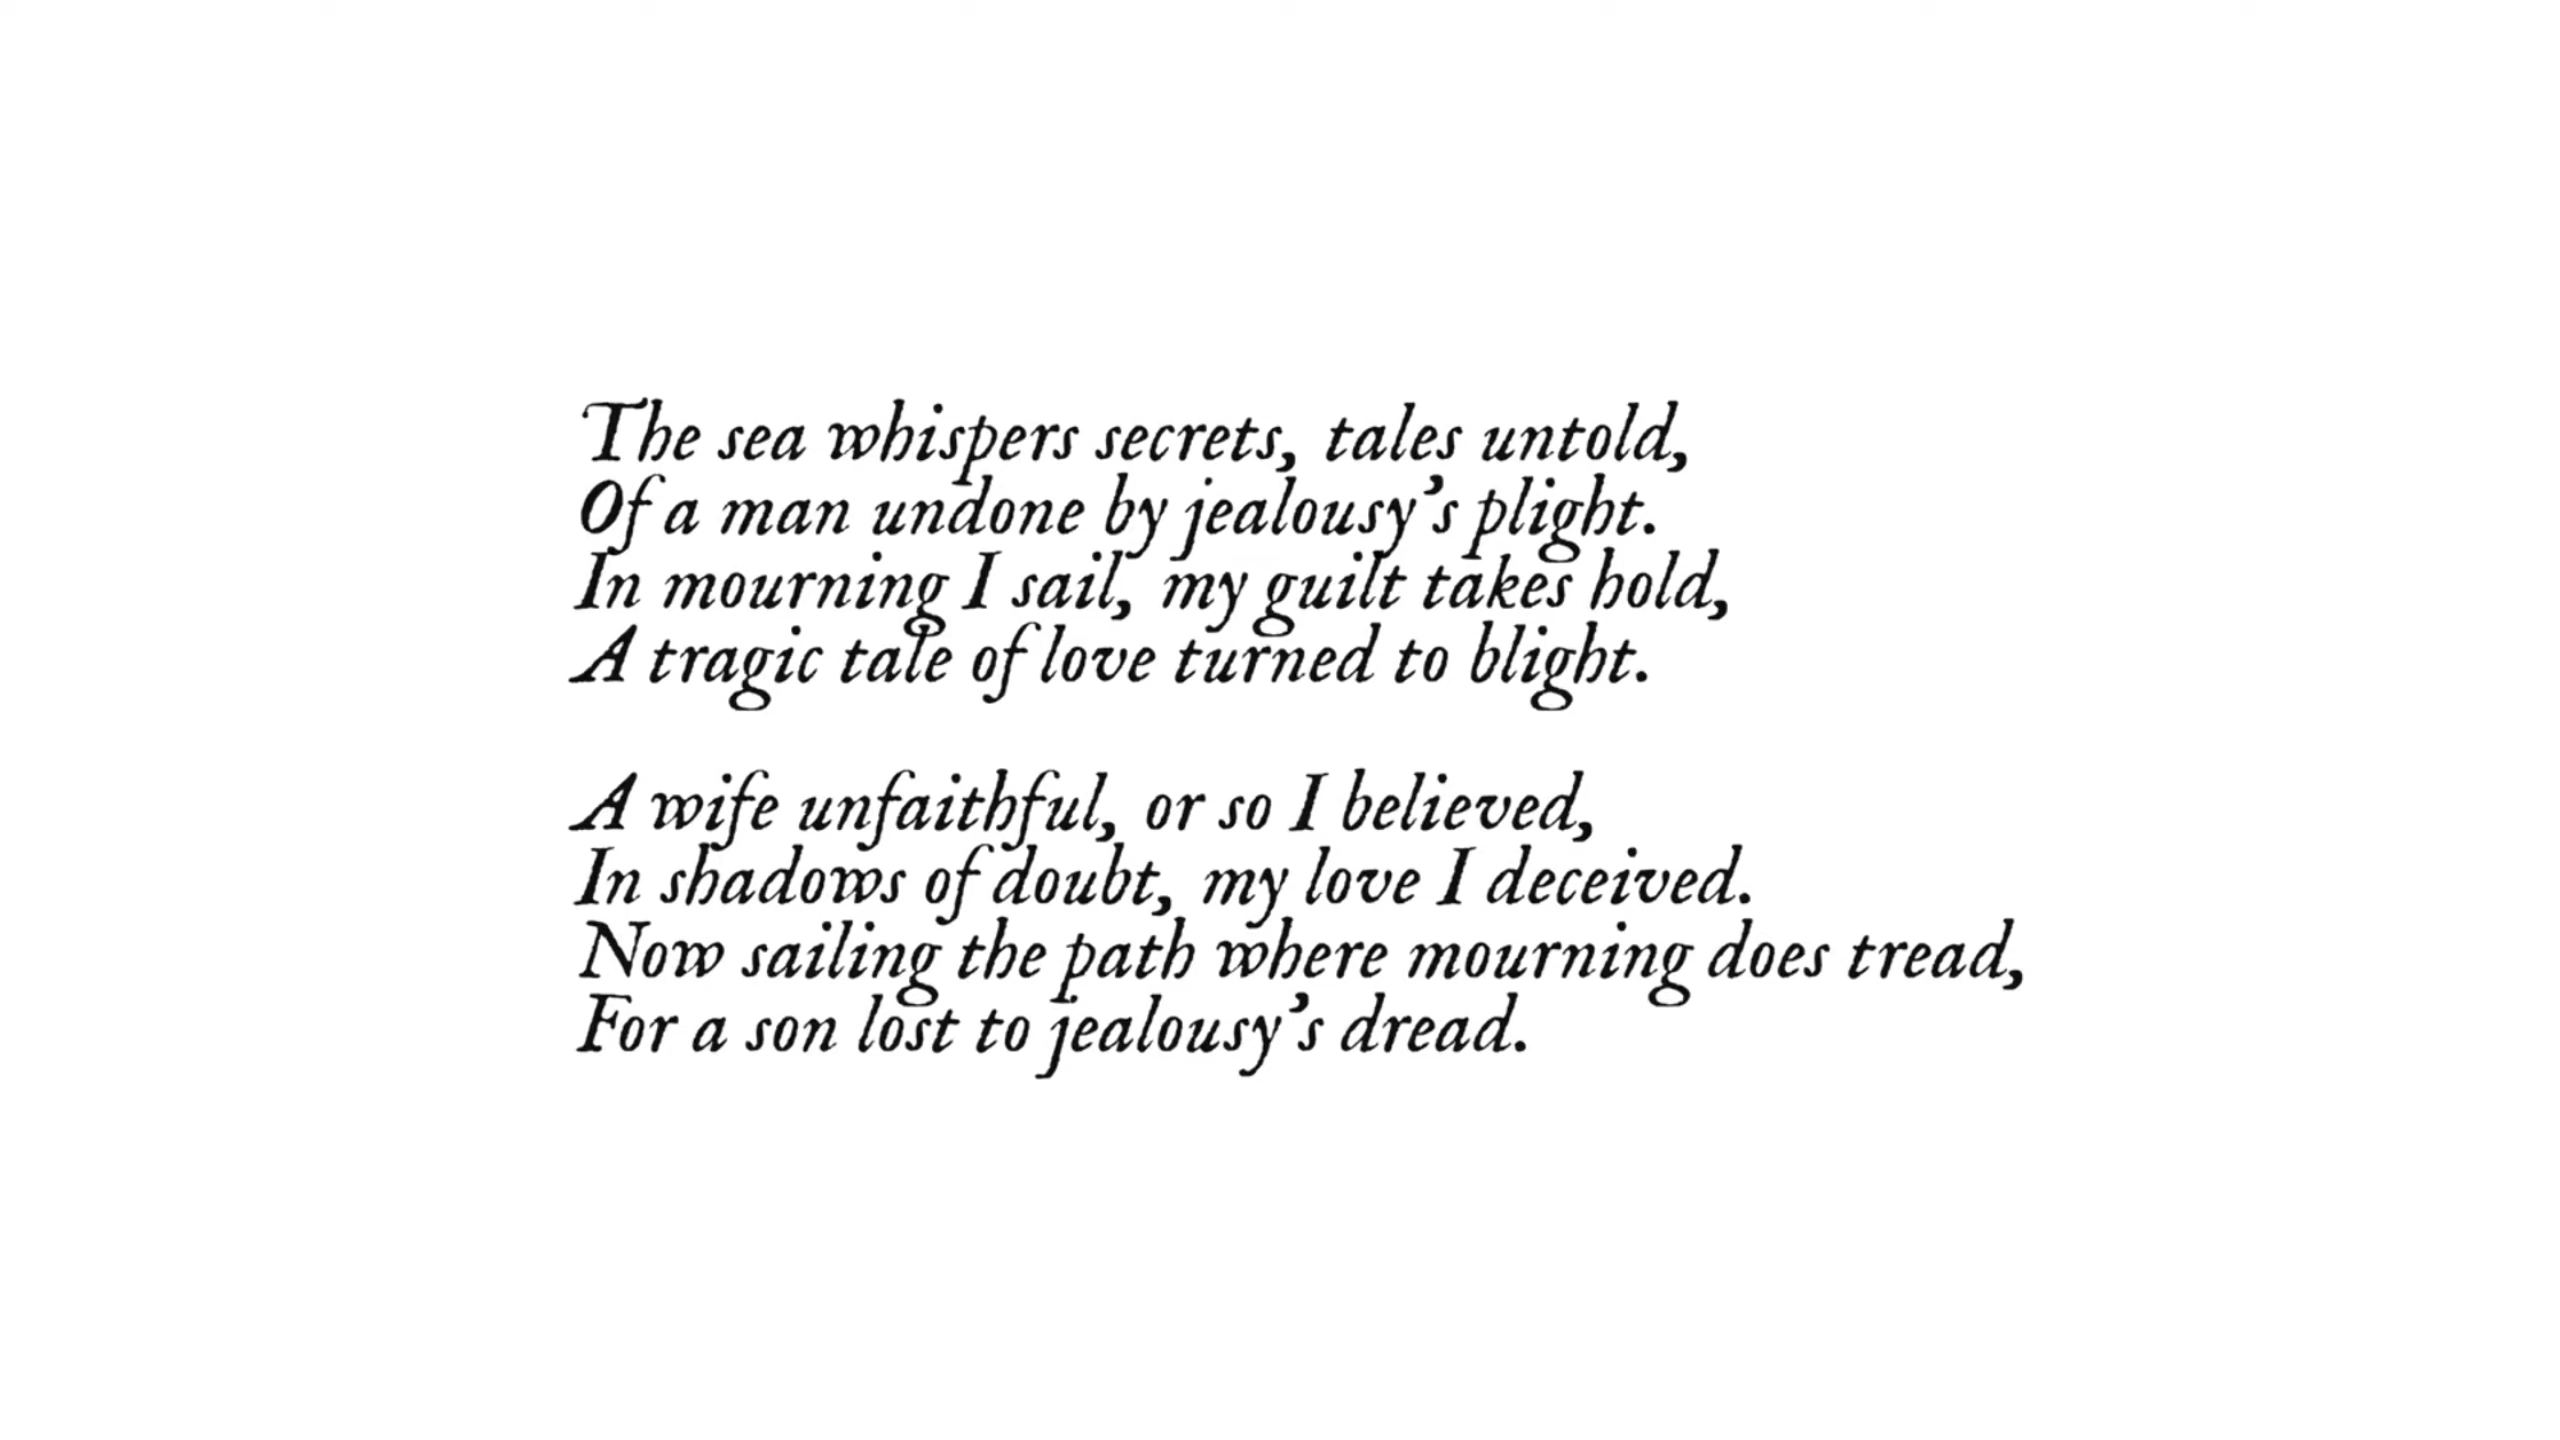 The sea whispers secrets, tales untold,
Of a man undone by jealousy’s plight.
In mourning I sail, my guilt takes hold,
A tragic tale of love turned to blight.

A wife unfaithful, or so I believed,
In shadows of doubt, my love I deceived.
Now sailing the path where mourning does tread,
For a son lost to jealousy’s dread.